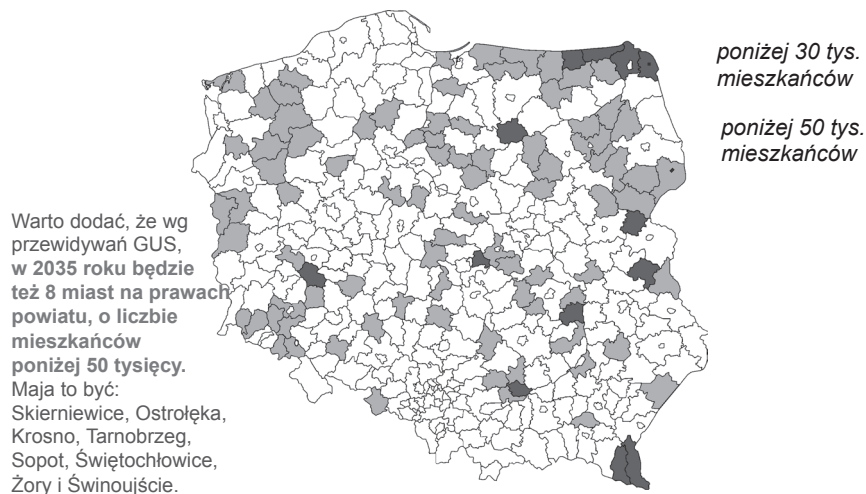 poniżej 30 tys.
mieszkańców
poniżej 50 tys.
mieszkańców
Warto dodać, że wg
przewidywań GUS,
w 2035 roku będzie
też 8 miast na prawach
powiatu, o liczbie
mieszkańców
poniżej 50 tysięcy.
Maja to być:
Skierniewice, Ostrołęka,
Krosno, Tarnobrzeg,
Sopot, Świętochłowice,
Żory i Świnoujście.